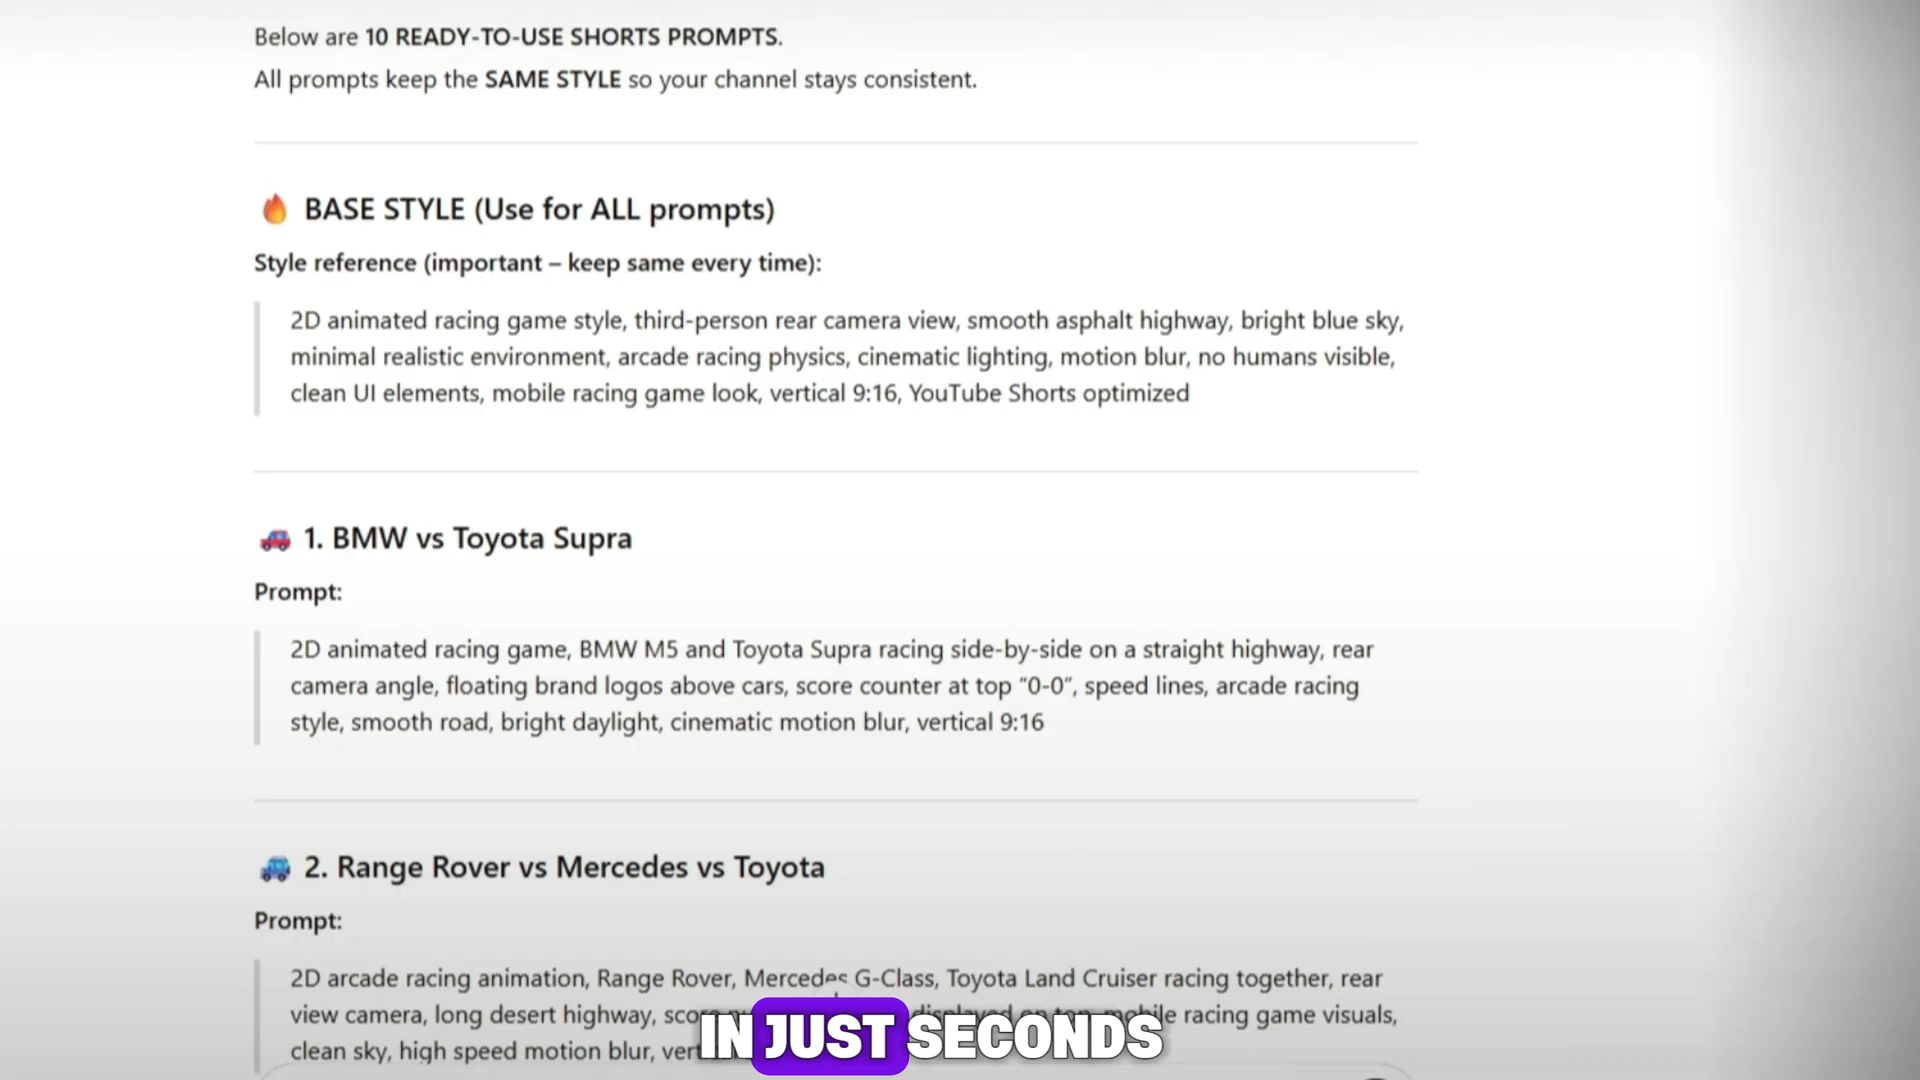 Below are 10 READY-TO-USE SHORTS PROMPTS.
All prompts keep the SAME STYLE so your channel stays consistent.
BASE STYLE (Use for ALL prompts)
Style reference (important – keep same every time):
2D animated racing game style, third-person rear camera view, smooth asphalt highway, bright blue sky,
minimal realistic environment, arcade racing physics, cinematic lighting, motion blur, no humans visible,
clean UI elements, mobile racing game look, vertical 9:16, YouTube Shorts optimized
1. BMW vs Toyota Supra
Prompt:
2D animated racing game, BMW M5 and Toyota Supra racing side-by-side on a straight highway, rear
camera angle, floating brand logos above cars, score counter at top “0-0”, speed lines, arcade racing
style, smooth road, bright daylight, cinematic motion blur, vertical 9:16
2. Range Rover vs Mercedes vs Toyota
Prompt:
2D arcade racing animation, Range Rover, Mercedes G-Class, Toyota Land Cruiser racing together, rear
view camera, long desert highway, displayed on top, mobile racing game visuals,
clean sky, high speed motion blur,
IN JUST SECONDS